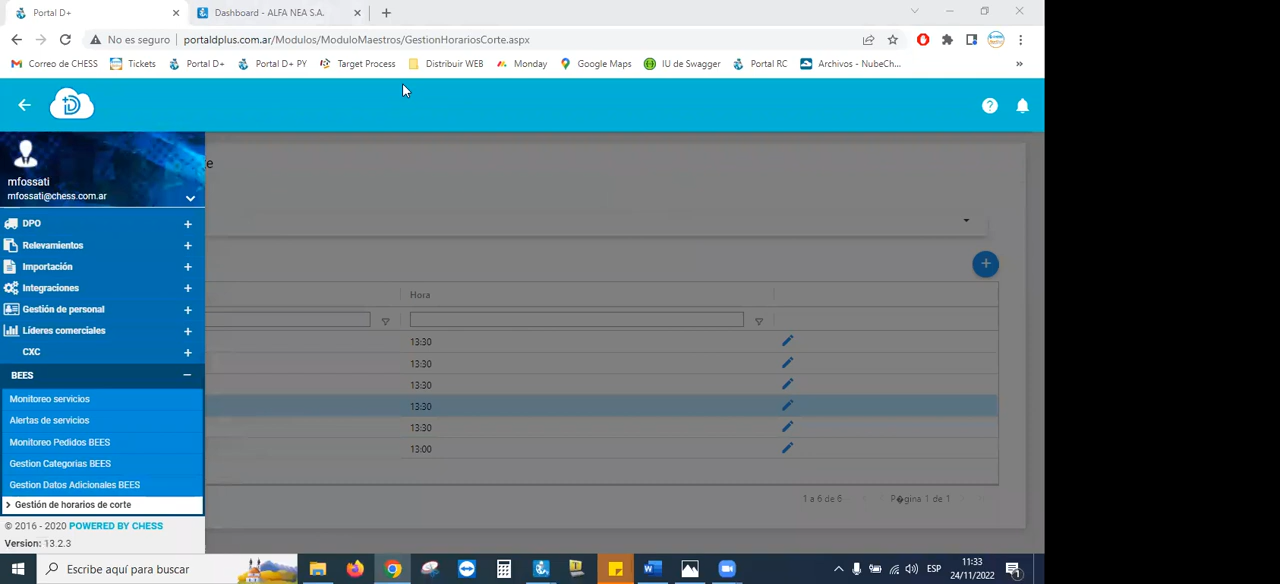 Portal D+
Dashboard - ALFA NEA S.A.
No es seguro
portaldplus.com.ar/Modulos/ModuloMaestros/GestionHorariosCorte.aspx
Correo de CHESS
Tickets
Portal D+
Portal D+ PY
Target Process
Distribuir WEB
Monday
Google Maps
IU de Swagger
Portal RC
Archivos - NubeChe...
»
D
mfossati
mfossati@chess.com.ar
te
DPO +
Relevamientos +
Importación +
Integraciones +
Gestión de personal +
Líderes comerciales +
CXC +
BEES −
Monitoreo servicios
Alertas de servicios
Monitoreo Pedidos BEES
Gestion Categorias BEES
Gestion Datos Adicionales BEES
Gestión de horarios de corte
© 2016 - 2020 POWERED BY CHESS
Version: 13.2.3
Hora
13:30
13:30
13:30
13:30
13:30
13:00
1 a 6 de 6
P�gina 1 de 1
Escribe aquí para buscar
ESP
11:33
24/11/2022
1